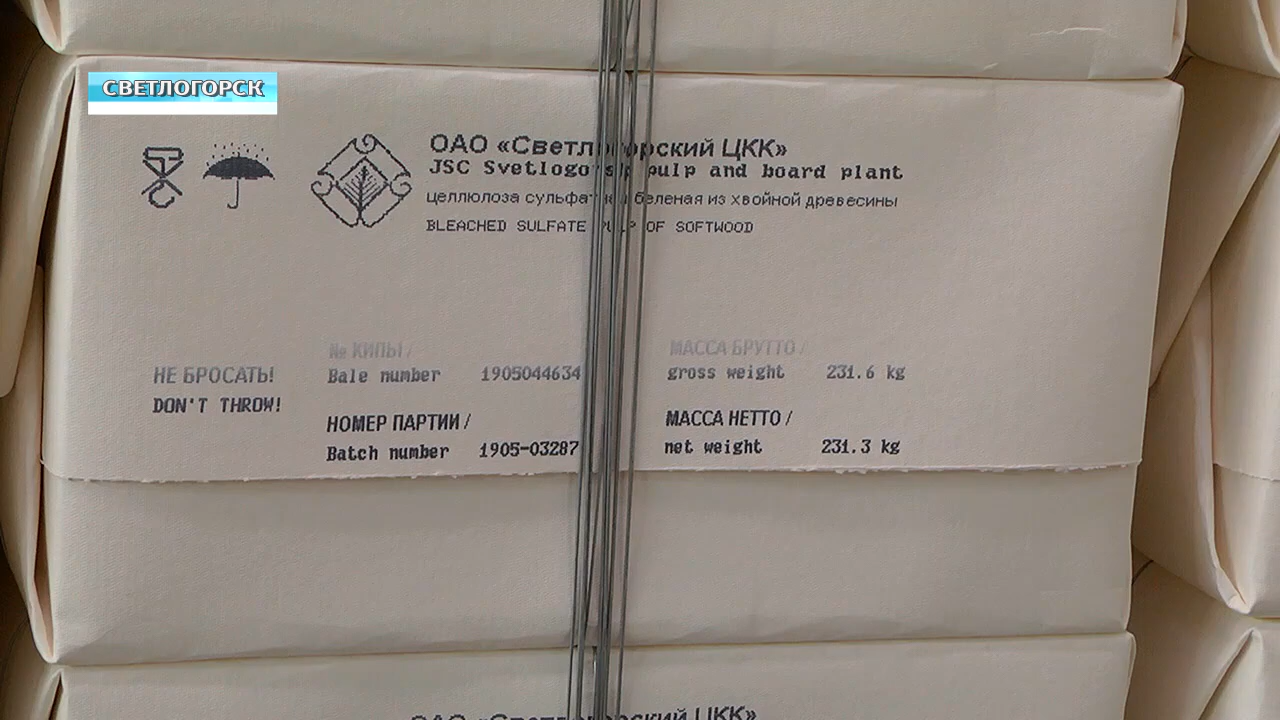 СВЕТЛОГОРСК
ОАО «Светлогорский ЦКК»
JSC Svetlogorsk pulp and board plant
целлюлоза сульфатная беленая из хвойной древесины
BLEACHED SULFATE PULP OF SOFTWOOD
НЕ БРОСАТЬ!
DON'T THROW!
№ КИПЫ /
Bale number 1905044634
НОМЕР ПАРТИИ /
Batch number 1905-03287
МАССА БРУТТО /
gross weight 231.6 kg
МАССА НЕТТО /
net weight 231.3 kg
ОАО «Светлогорский ЦКК»